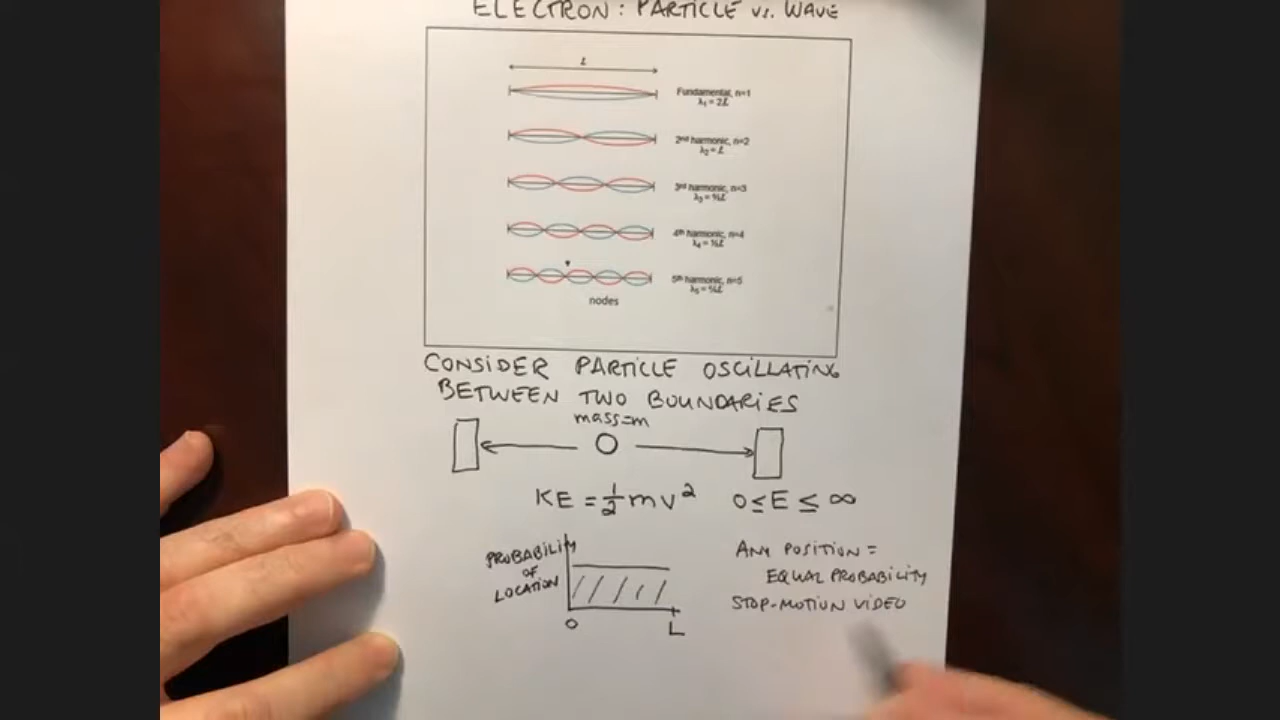 ELECTRON: PARTICLE vs. WAVE
L
Fundamental, n=1
λ₁ = 2L
2nd harmonic, n=2
λ₂ = L
3rd harmonic, n=3
4th harmonic, n=4
5th harmonic, n=5
nodes
CONSIDER PARTICLE OSCILLATING
BETWEEN TWO BOUNDARIES
mass=m
KE = 1/2 mv² 0≤E≤∞
PROBABILITY
OF
LOCATION
0
L
ANY POSITION =
EQUAL PROBABILITY
STOP-MOTION VIDEO